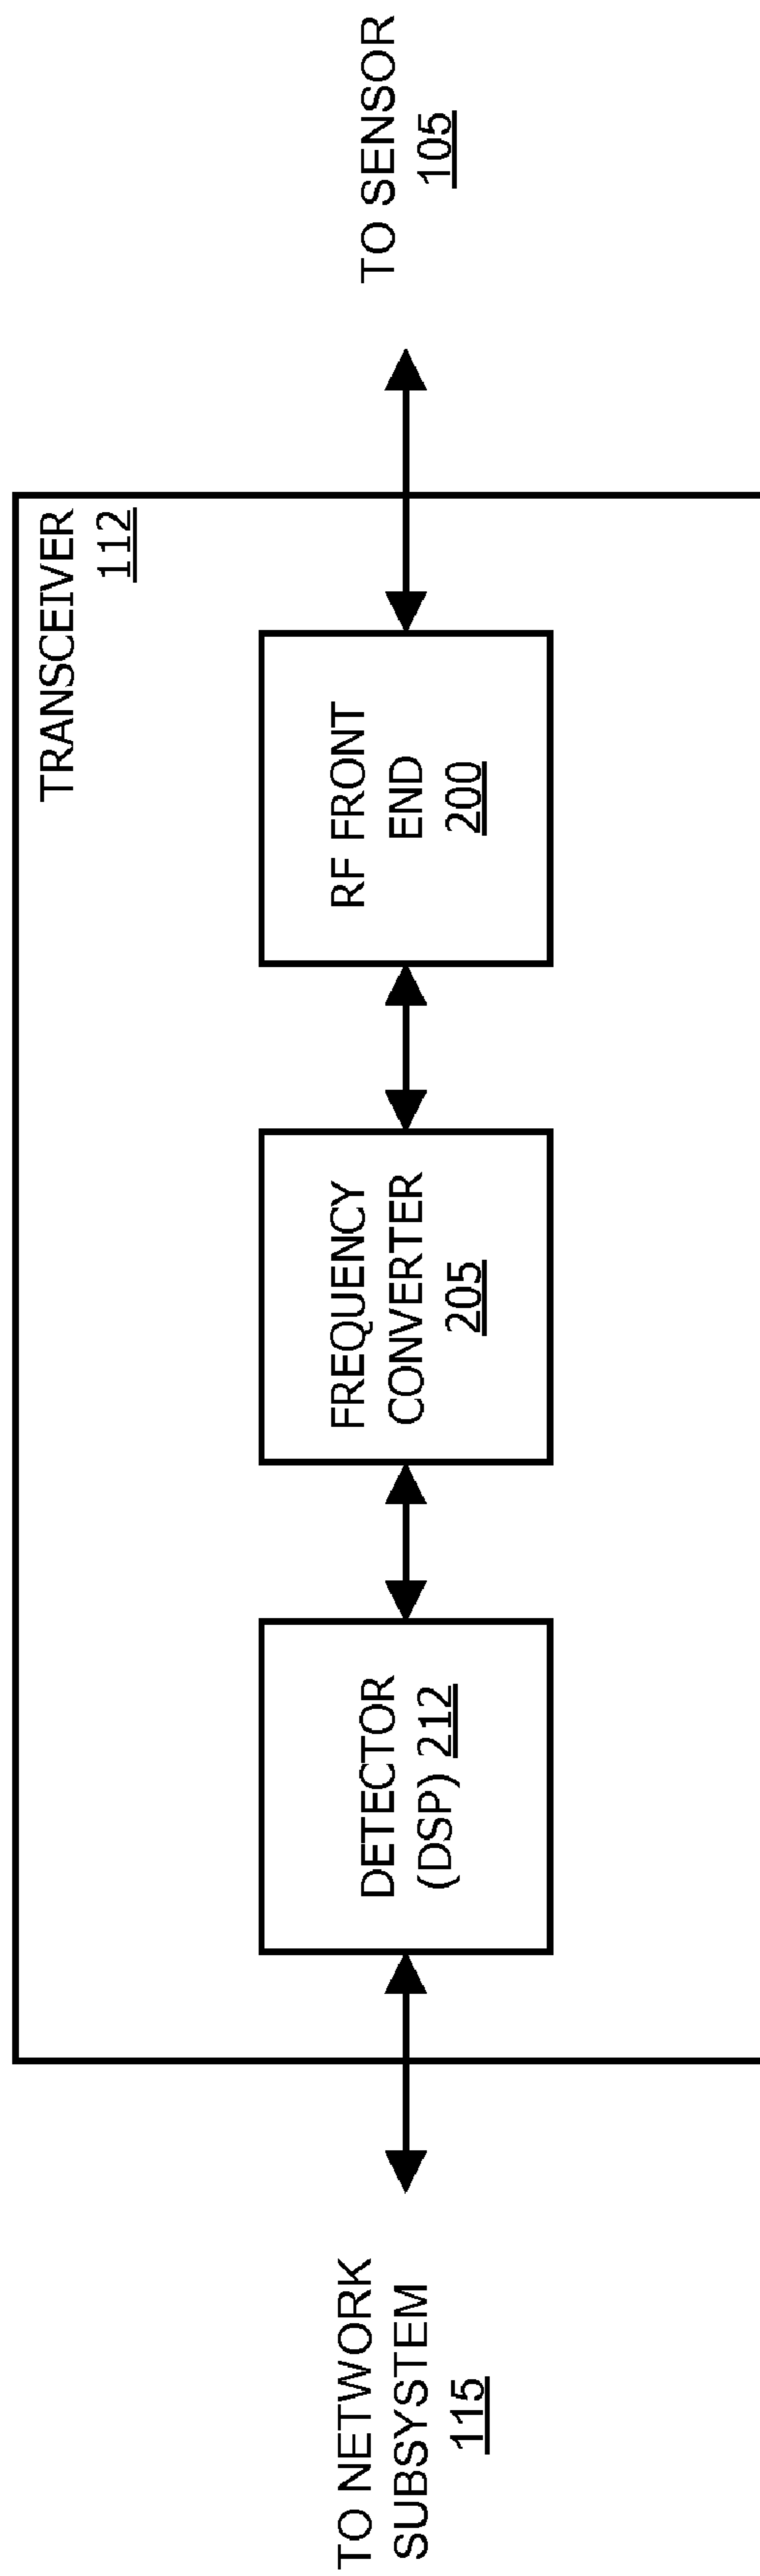 TRANSCEIVER
112
TO NETWORK
SUBSYSTEM
115
DETECTOR
(DSP) 212
FREQUENCY
CONVERTER
205
RF FRONT
END
200
TO SENSOR
105